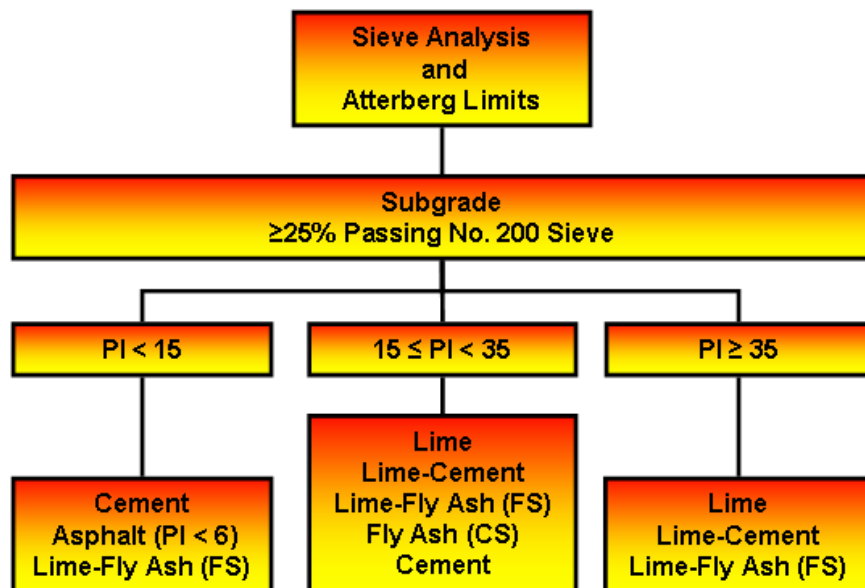 Sieve Analysis
and
Atterberg Limits
Subgrade
≥25% Passing No. 200 Sieve
PI < 15
15 ≤ PI < 35
PI ≥ 35
Cement
Asphalt (PI < 6)
Lime-Fly Ash (FS)
Lime
Lime-Cement
Lime-Fly Ash (FS)
Fly Ash (CS)
Cement
Lime
Lime-Cement
Lime-Fly Ash (FS)